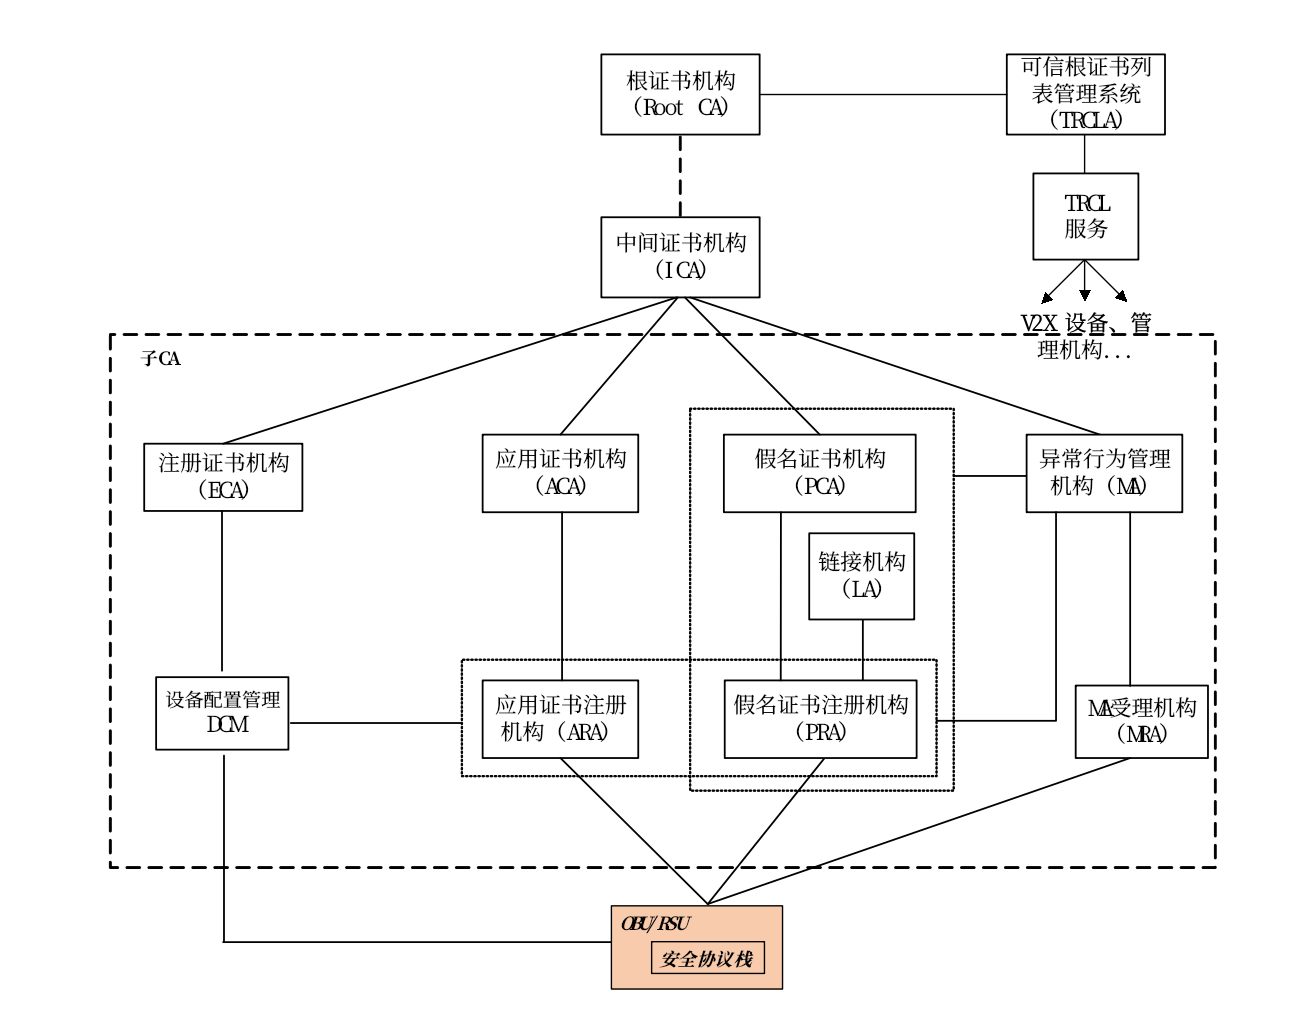 根证书机构
（Root CA）
可信根证书列
表管理系统
（TRCLA）
TRCL
服务
中间证书机构
（ICA）
V2X 设备、管
理机构...
子CA
注册证书机构
（ECA）
应用证书机构
（ACA）
假名证书机构
（PCA）
异常行为管理
机构（MA）
链接机构
（LA）
设备配置管理
DCM
应用证书注册
机构（ARA）
假名证书注册机构
（PRA）
MA受理机构
（MRA）
OBU/RSU
安全协议栈